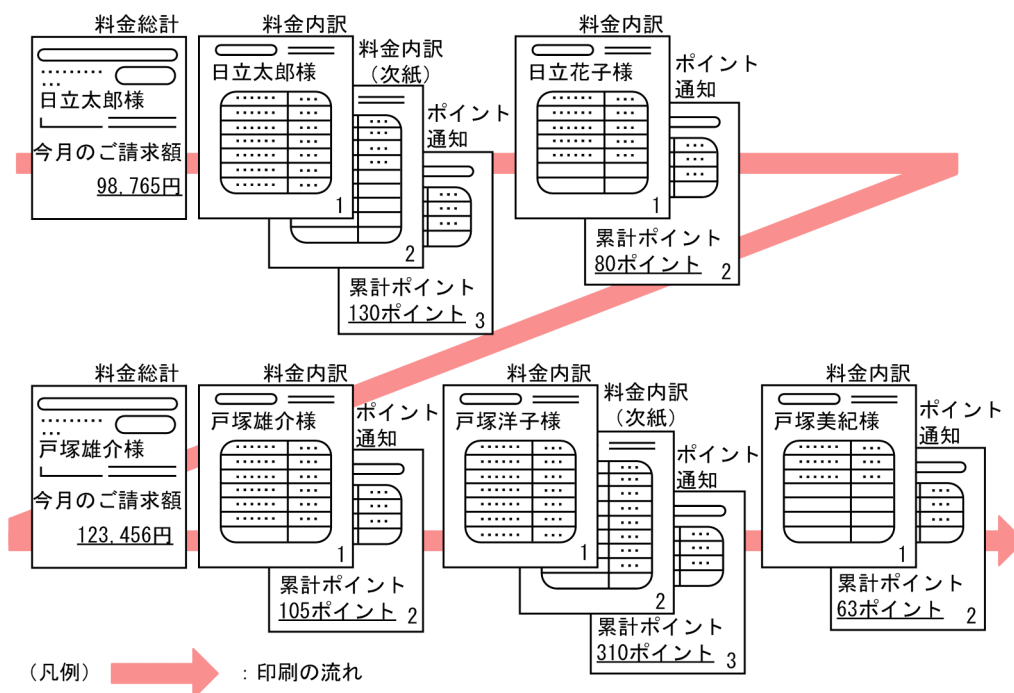 料金総計
日立太郎様
今月のご請求額
98,765円
料金内訳
日立太郎様
1
料金内訳
(次紙)
2
ポイント
通知
累計ポイント
130ポイント
3
料金内訳
日立花子様
1
ポイント
通知
累計ポイント
80ポイント
2
料金総計
戸塚雄介様
今月のご請求額
123,456円
料金内訳
戸塚雄介様
1
ポイント
通知
累計ポイント
105ポイント
2
料金内訳
戸塚洋子様
1
料金内訳
(次紙)
2
ポイント
通知
累計ポイント
310ポイント
3
料金内訳
戸塚美紀様
1
ポイント
通知
累計ポイント
63ポイント
2
(凡例) :印刷の流れ